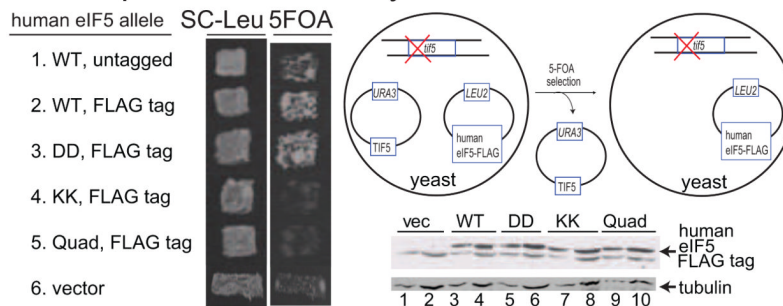 human eIF5 allele
SC-Leu 5FOA
1. WT, untagged
2. WT, FLAG tag
3. DD, FLAG tag
4. KK, FLAG tag
5. Quad, FLAG tag
6. vector
tif5
URA3
LEU2
TIF5
human
eIF5-FLAG
yeast
5-FOA
selection
URA3
TIF5
tif5
LEU2
human
eIF5-FLAG
yeast
vec WT DD KK Quad
human
eIF5
FLAG tag
tubulin
1 2 3 4 5 6 7 8 9 10